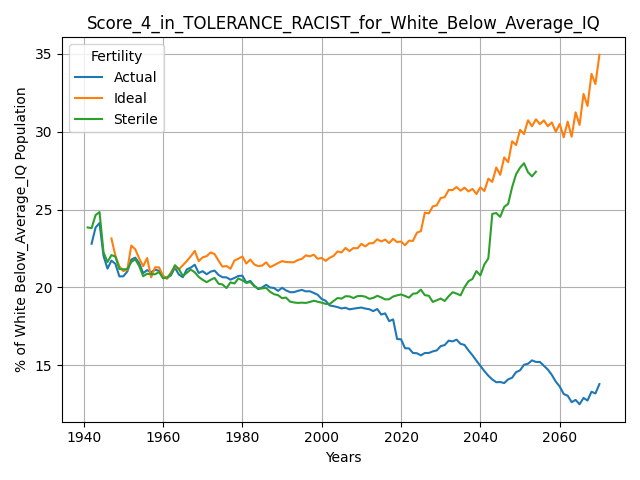 Score_4_in_TOLERANCE_RACIST_for_White_Below_Average_IQ
% of White Below_Average_IQ Population
35
30
25
20
15
Fertility
Actual
Ideal
Sterile
1940 1960 1980 2000 2020 2040 2060
Years